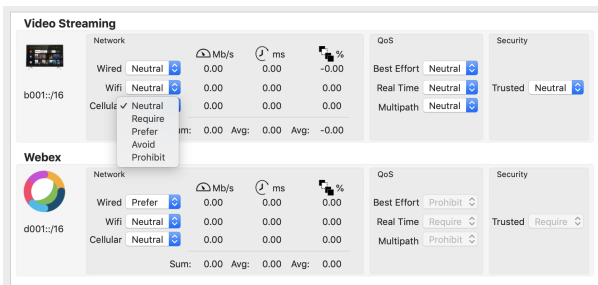 Video Streaming
Network QoS Security
Mb/s ms %
Wired Neutral 0.00 0.00 -0.00 Best Effort Neutral
Wifi Neutral 0.00 0.00 0.00 Real Time Neutral Trusted Neutral
b001::/16
Cellula ✓ Neutral 0.00 0.00 0.00 Multipath Neutral
Require
Prefer um: 0.00 Avg: 0.00 Avg: -0.00
Avoid
Prohibit
Webex
Network QoS Security
Mb/s ms %
Wired Prefer 0.00 0.00 0.00 Best Effort Prohibit
Wifi Neutral 0.00 0.00 0.00 Real Time Require Trusted Require
d001::/16
Cellular Neutral 0.00 0.00 0.00 Multipath Prohibit
Sum: 0.00 Avg: 0.00 Avg: 0.00